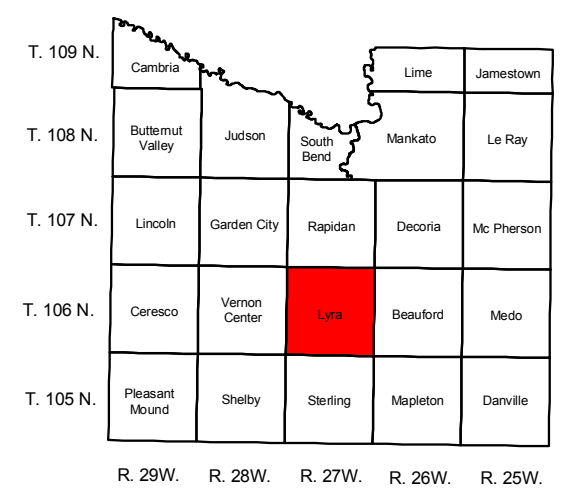 T. 109 N.
Cambria
Lime
Jamestown
T. 108 N.
Butternut
Valley
Judson
South
Bend
Mankato
Le Ray
T. 107 N.
Lincoln
Garden City
Rapidan
Decoria
Mc Pherson
T. 106 N.
Ceresco
Vernon
Center
Lyra
Beauford
Medo
T. 105 N.
Pleasant
Mound
Shelby
Sterling
Mapleton
Danville
R. 29W.
R. 28W.
R. 27W.
R. 26W.
R. 25W.